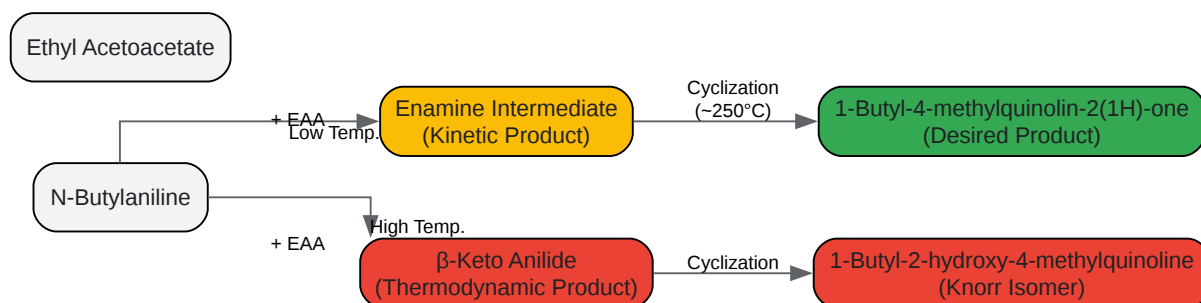 Ethyl Acetoacetate
+ EAA
Low Temp.
Enamine Intermediate
(Kinetic Product)
Cyclization
(~250°C)
1-Butyl-4-methylquinolin-2(1H)-one
(Desired Product)
N-Butylaniline
+ EAA
High Temp.
β-Keto Anilide
(Thermodynamic Product)
Cyclization
1-Butyl-2-hydroxy-4-methylquinoline
(Knorr Isomer)